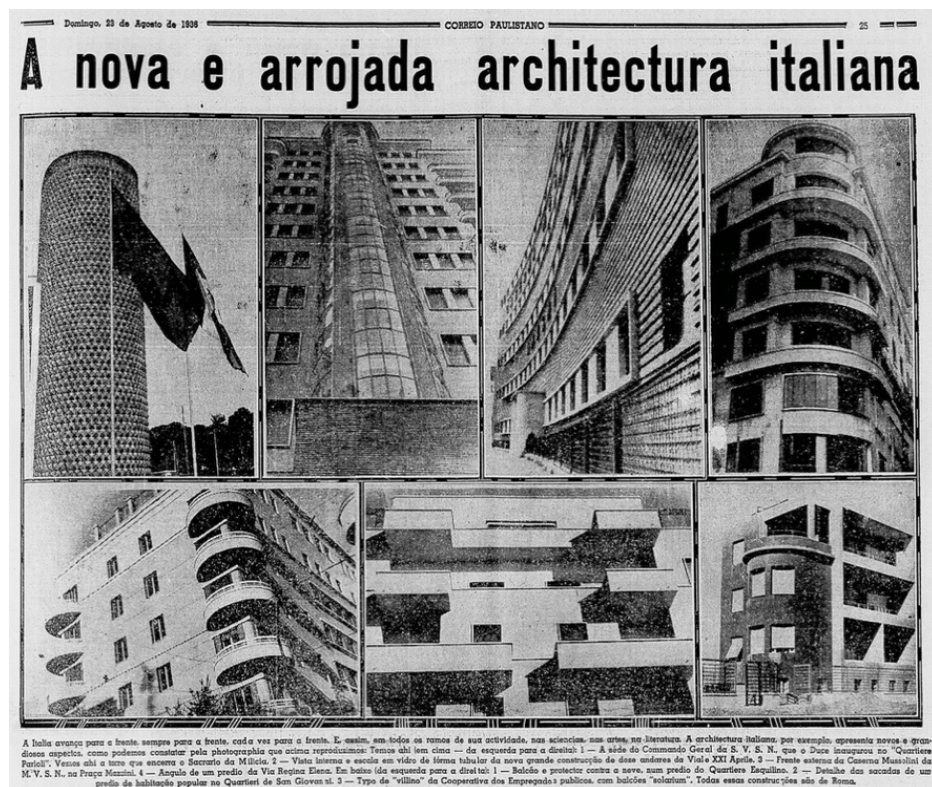 Domingo, 23 de Agosto de 1936
CORREIO PAULISTANO
25
A nova e arrojada architectura italiana
A Italia avança para a frente, sempre para a frente, cada vez para a frente. E, assim, em todos os ramos de sua actividade, nas sciencias, nas artes, na literatura. A architectura italiana, por exemplo, apresenta novos e gran-
diosos aspectos, como podemos constatar pela photographia que acima reproduzimos: Temos ahi (em cima — da esquerda para a direita): 1 — A séde do Commando Geral da S. V. S. N., que o Duce inaugurou no "Quartiere
Parioli". Vemos ahi a torre que encerra o Sacrario da Milicia. 2 — Vista interna e escala em vidro de fórma tubular da nova grande construcção de doze andares da Viale XXI Aprile. 3 — Frente externa da Caserna Mussolini da
M. V. S. N., na Praça Mazzini. 4 — Angulo de um predio da Via Regina Elena. Em baixo (da esquerda para a direita): 1 — Balcão e protector contra a neve, num predio do Quartiere Esquilino. 2 — Detalhe das sacadas de um
predio de habitação popular no Quartieri de San Giovanni. 3 — Typo de "villino" da Cooperativa dos Empregados publicos, com balcões "solarium". Todas essas construcções são de Roma.